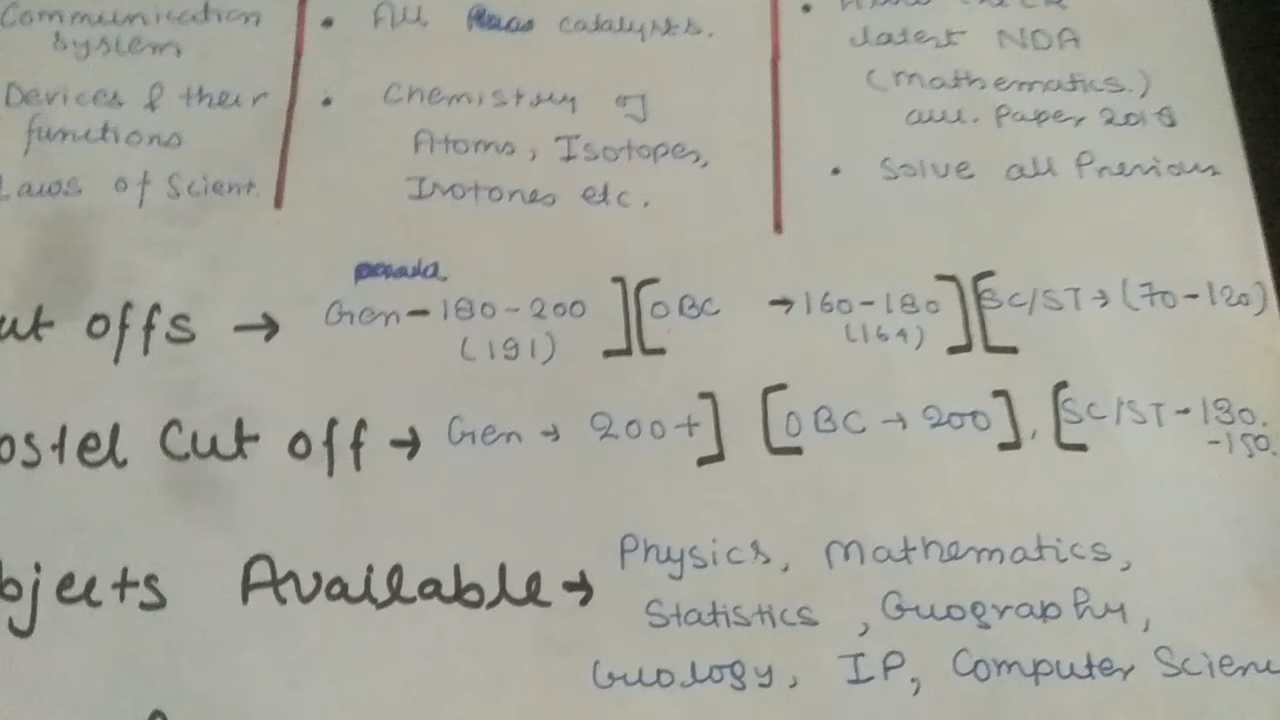 Communication
system
Devices & their
functions
Laws of Scient.
• All catalysts.
• Chemistry of
Atoms, Isotopes,
Isotones etc.
latest NDA
(Mathematics.)
all. Paper 2018
• Solve all Previous
ut offs → Gen - 180-200 ] [OBC → 160-180] [SC/ST → (70-120)
(191) (164)
ostel Cut off → Gen → 200+] [OBC → 200], [SC/ST - 130.
-150.
bjects Available → Physics, Mathematics,
Statistics, Geography,
Geology, IP, Computer Scien